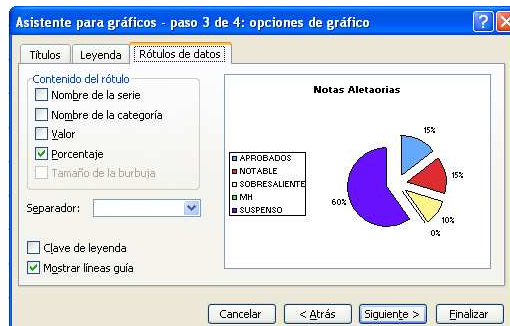 Asistente para gráficos - paso 3 de 4: opciones de gráfico
Títulos
Leyenda
Rótulos de datos
Contenido del rótulo
Nombre de la serie
Nombre de la categoría
Valor
Porcentaje
Tamaño de la burbuja
Separador:
Clave de leyenda
Mostrar líneas guía
Notas Aletaorias
APROBADOS
NOTABLE
SOBRESALIENTE
MH
SUSPENSO
15%
15%
10%
0%
60%
Cancelar
< Atrás
Siguiente >
Finalizar